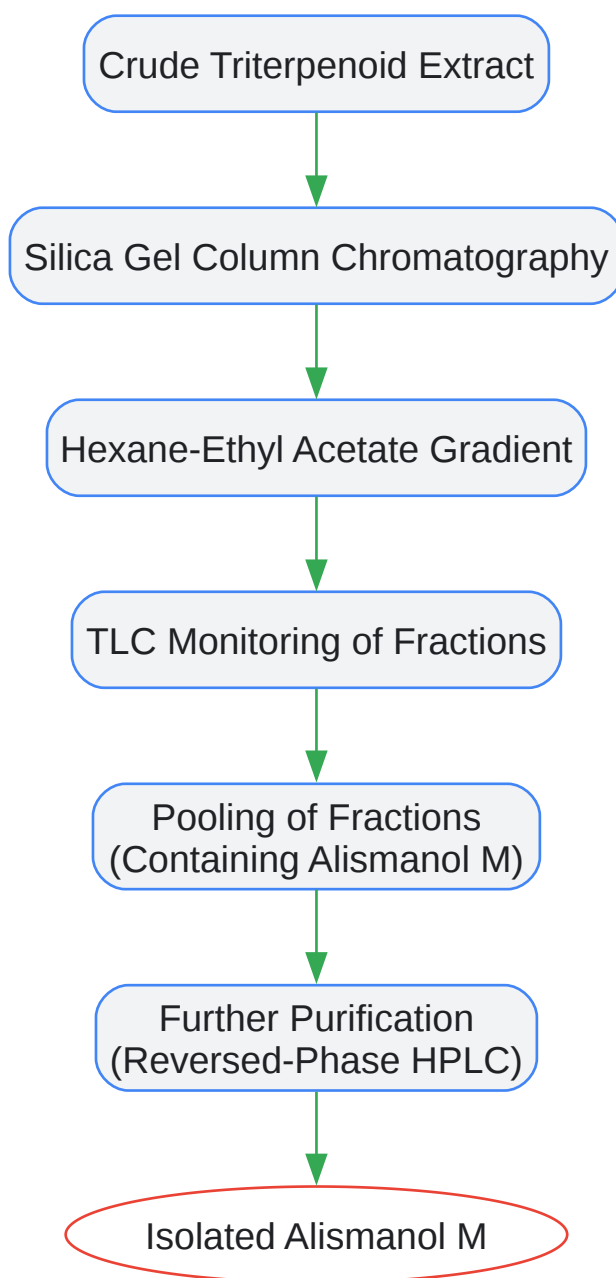 Crude Triterpenoid Extract
Silica Gel Column Chromatography
Hexane-Ethyl Acetate Gradient
TLC Monitoring of Fractions
Pooling of Fractions
(Containing Alismanol M)
Further Purification
(Reversed-Phase HPLC)
Isolated Alismanol M